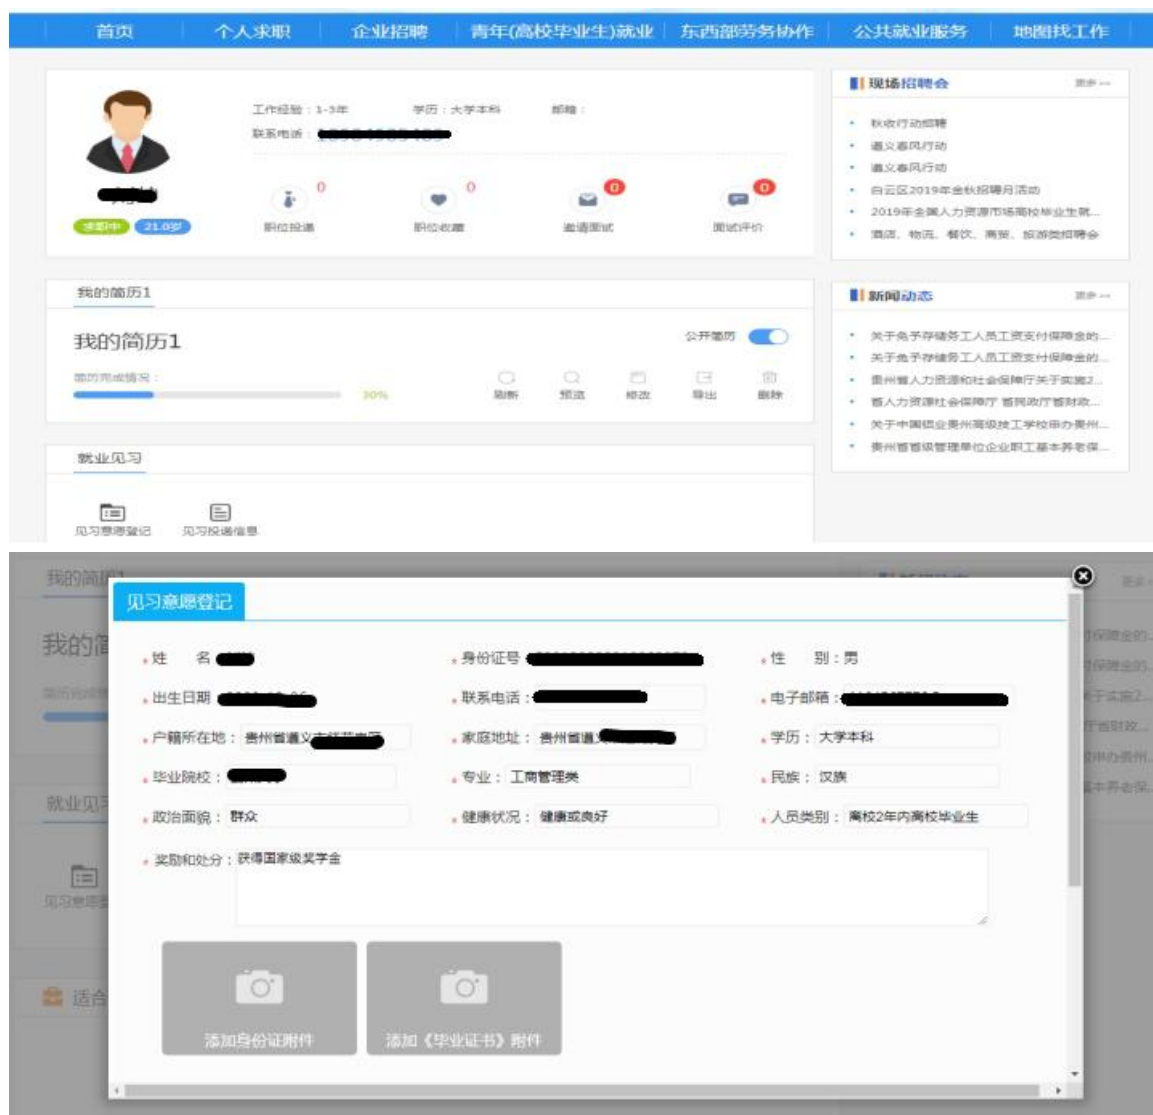 首页 个人求职 企业招聘 青年(高校毕业生)就业 东西部劳务协作 公共就业服务 地图找工作
工作经验：1-3年 学历：大学本科 邮箱：
联系电话：
0 0 0 0
求职中 21.0岁
职位投递 职位收藏 邀请面试 面试评价
现场招聘会 更多
秋收行动招聘
遵义春风行动
遵义春风行动
白云区2019年金秋招聘月活动
2019年全国人力资源市场高校毕业生就...
酒店、物流、餐饮、商贸、旅游类招聘会
我的简历1
我的简历1 公开简历
简历完成情况：
30% 刷新 预览 修改 导出 删除
新闻动态 更多
关于免予存储务工人员工资支付保障金的...
关于免予存储务工人员工资支付保障金的...
贵州省人力资源和社会保障厅关于实施2...
省人力资源社会保障厅 省民政厅省财政...
关于中国铝业贵州高级技工学校申办贵州...
贵州省省级管理单位企业职工基本养老保...
就业见习
见习意愿登记 见习投递信息
我的简历1
见习意愿登记
姓 名 身份证号 性 别：男
出生日期 联系电话： 电子邮箱：
户籍所在地：贵州省遵义 家庭地址：贵州省遵义 学历：大学本科
毕业院校： 专业：工商管理类 民族：汉族
政治面貌：群众 健康状况：健康或良好 人员类别：高校2年内高校毕业生
奖励和处分：获得国家级奖学金
添加身份证附件 添加《毕业证书》附件
适合